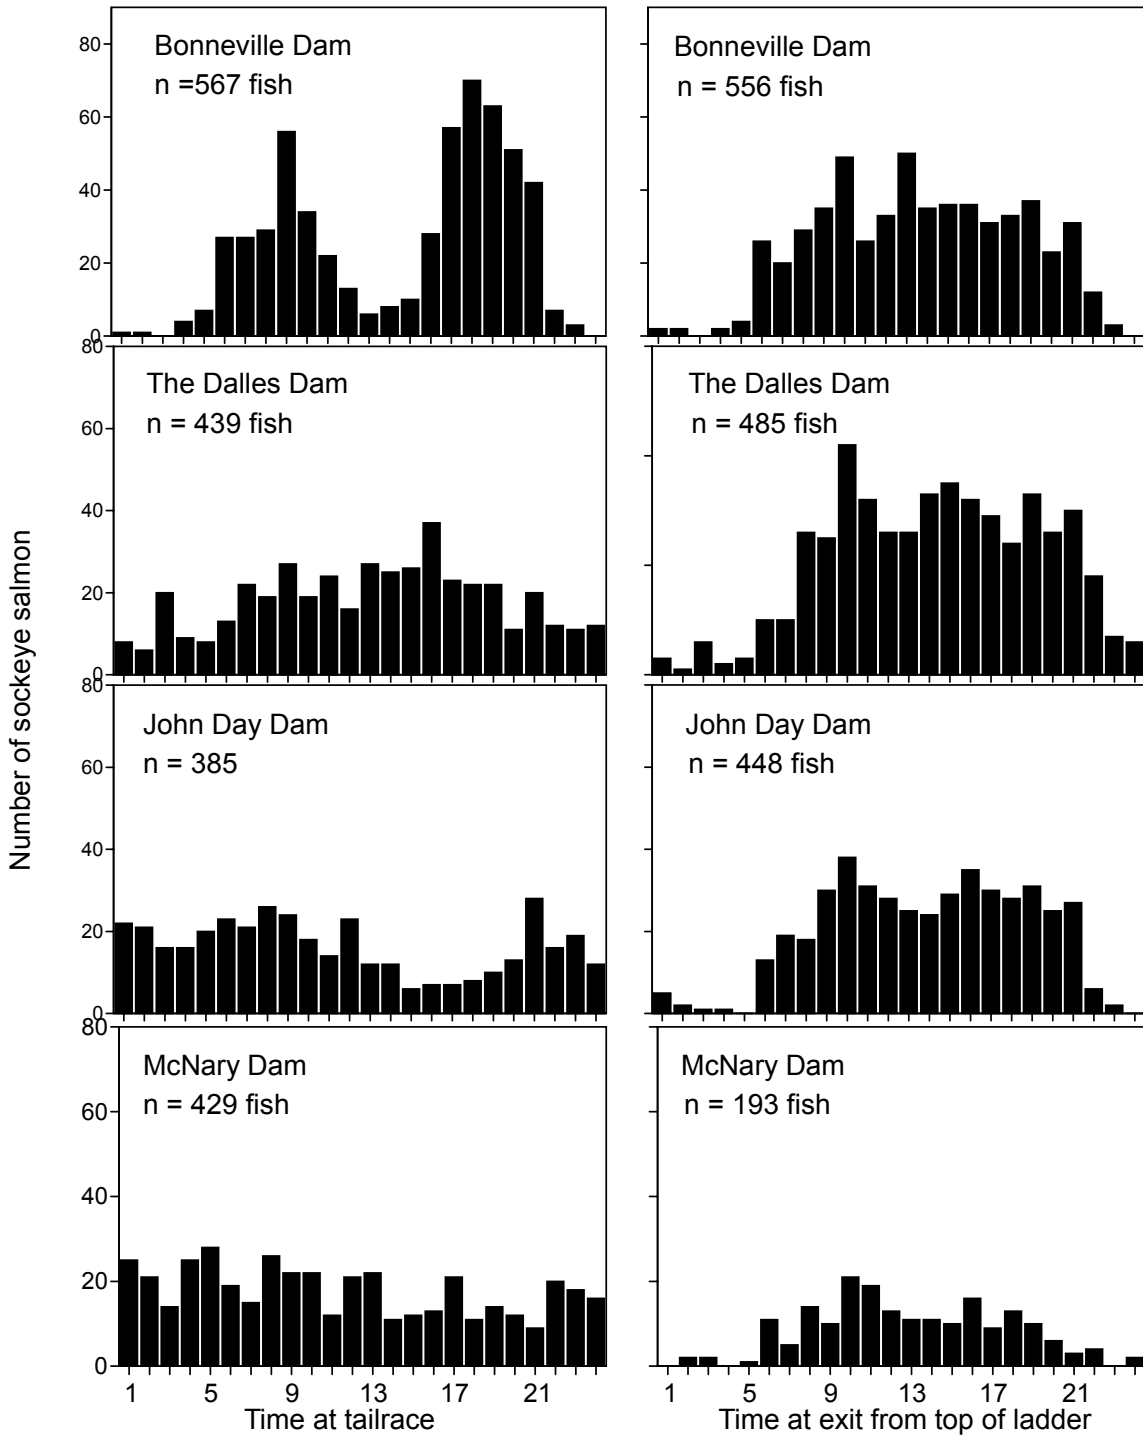 Number of sockeye salmon
80
60
40
20
0
Bonneville Dam
n =567 fish
Bonneville Dam
n = 556 fish
80
60
40
20
0
The Dalles Dam
n = 439 fish
The Dalles Dam
n = 485 fish
80
60
40
20
0
John Day Dam
n = 385
John Day Dam
n = 448 fish
80
60
40
20
0
McNary Dam
n = 429 fish
McNary Dam
n = 193 fish
1 5 9 13 17 21
Time at tailrace
1 5 9 13 17 21
Time at exit from top of ladder